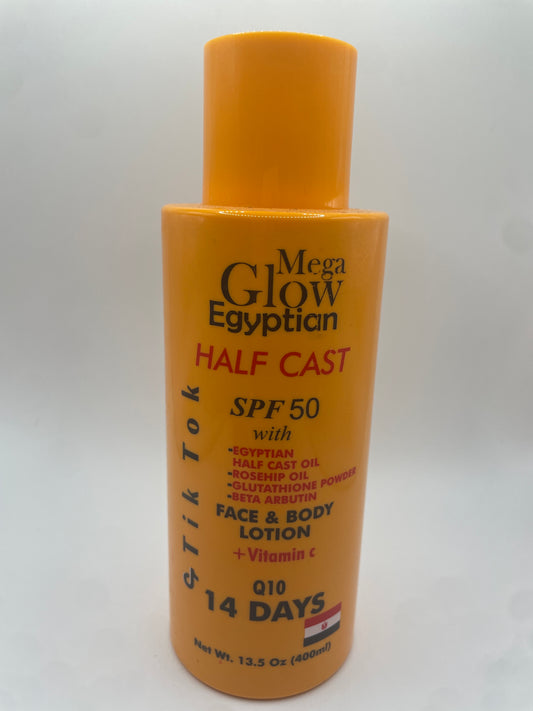 Mega
Glow
Egyptian
HALF CAST
SPF 50
with
-EGYPTIAN
HALF CAST OIL
-ROSEHIP OIL
-GLUTATHIONE POWDER
-BETA ARBUTIN
FACE & BODY
LOTION
+Vitamin c
Q10
14 DAYS
Net Wt. 13.5 Oz (400ml)
Tik Tok